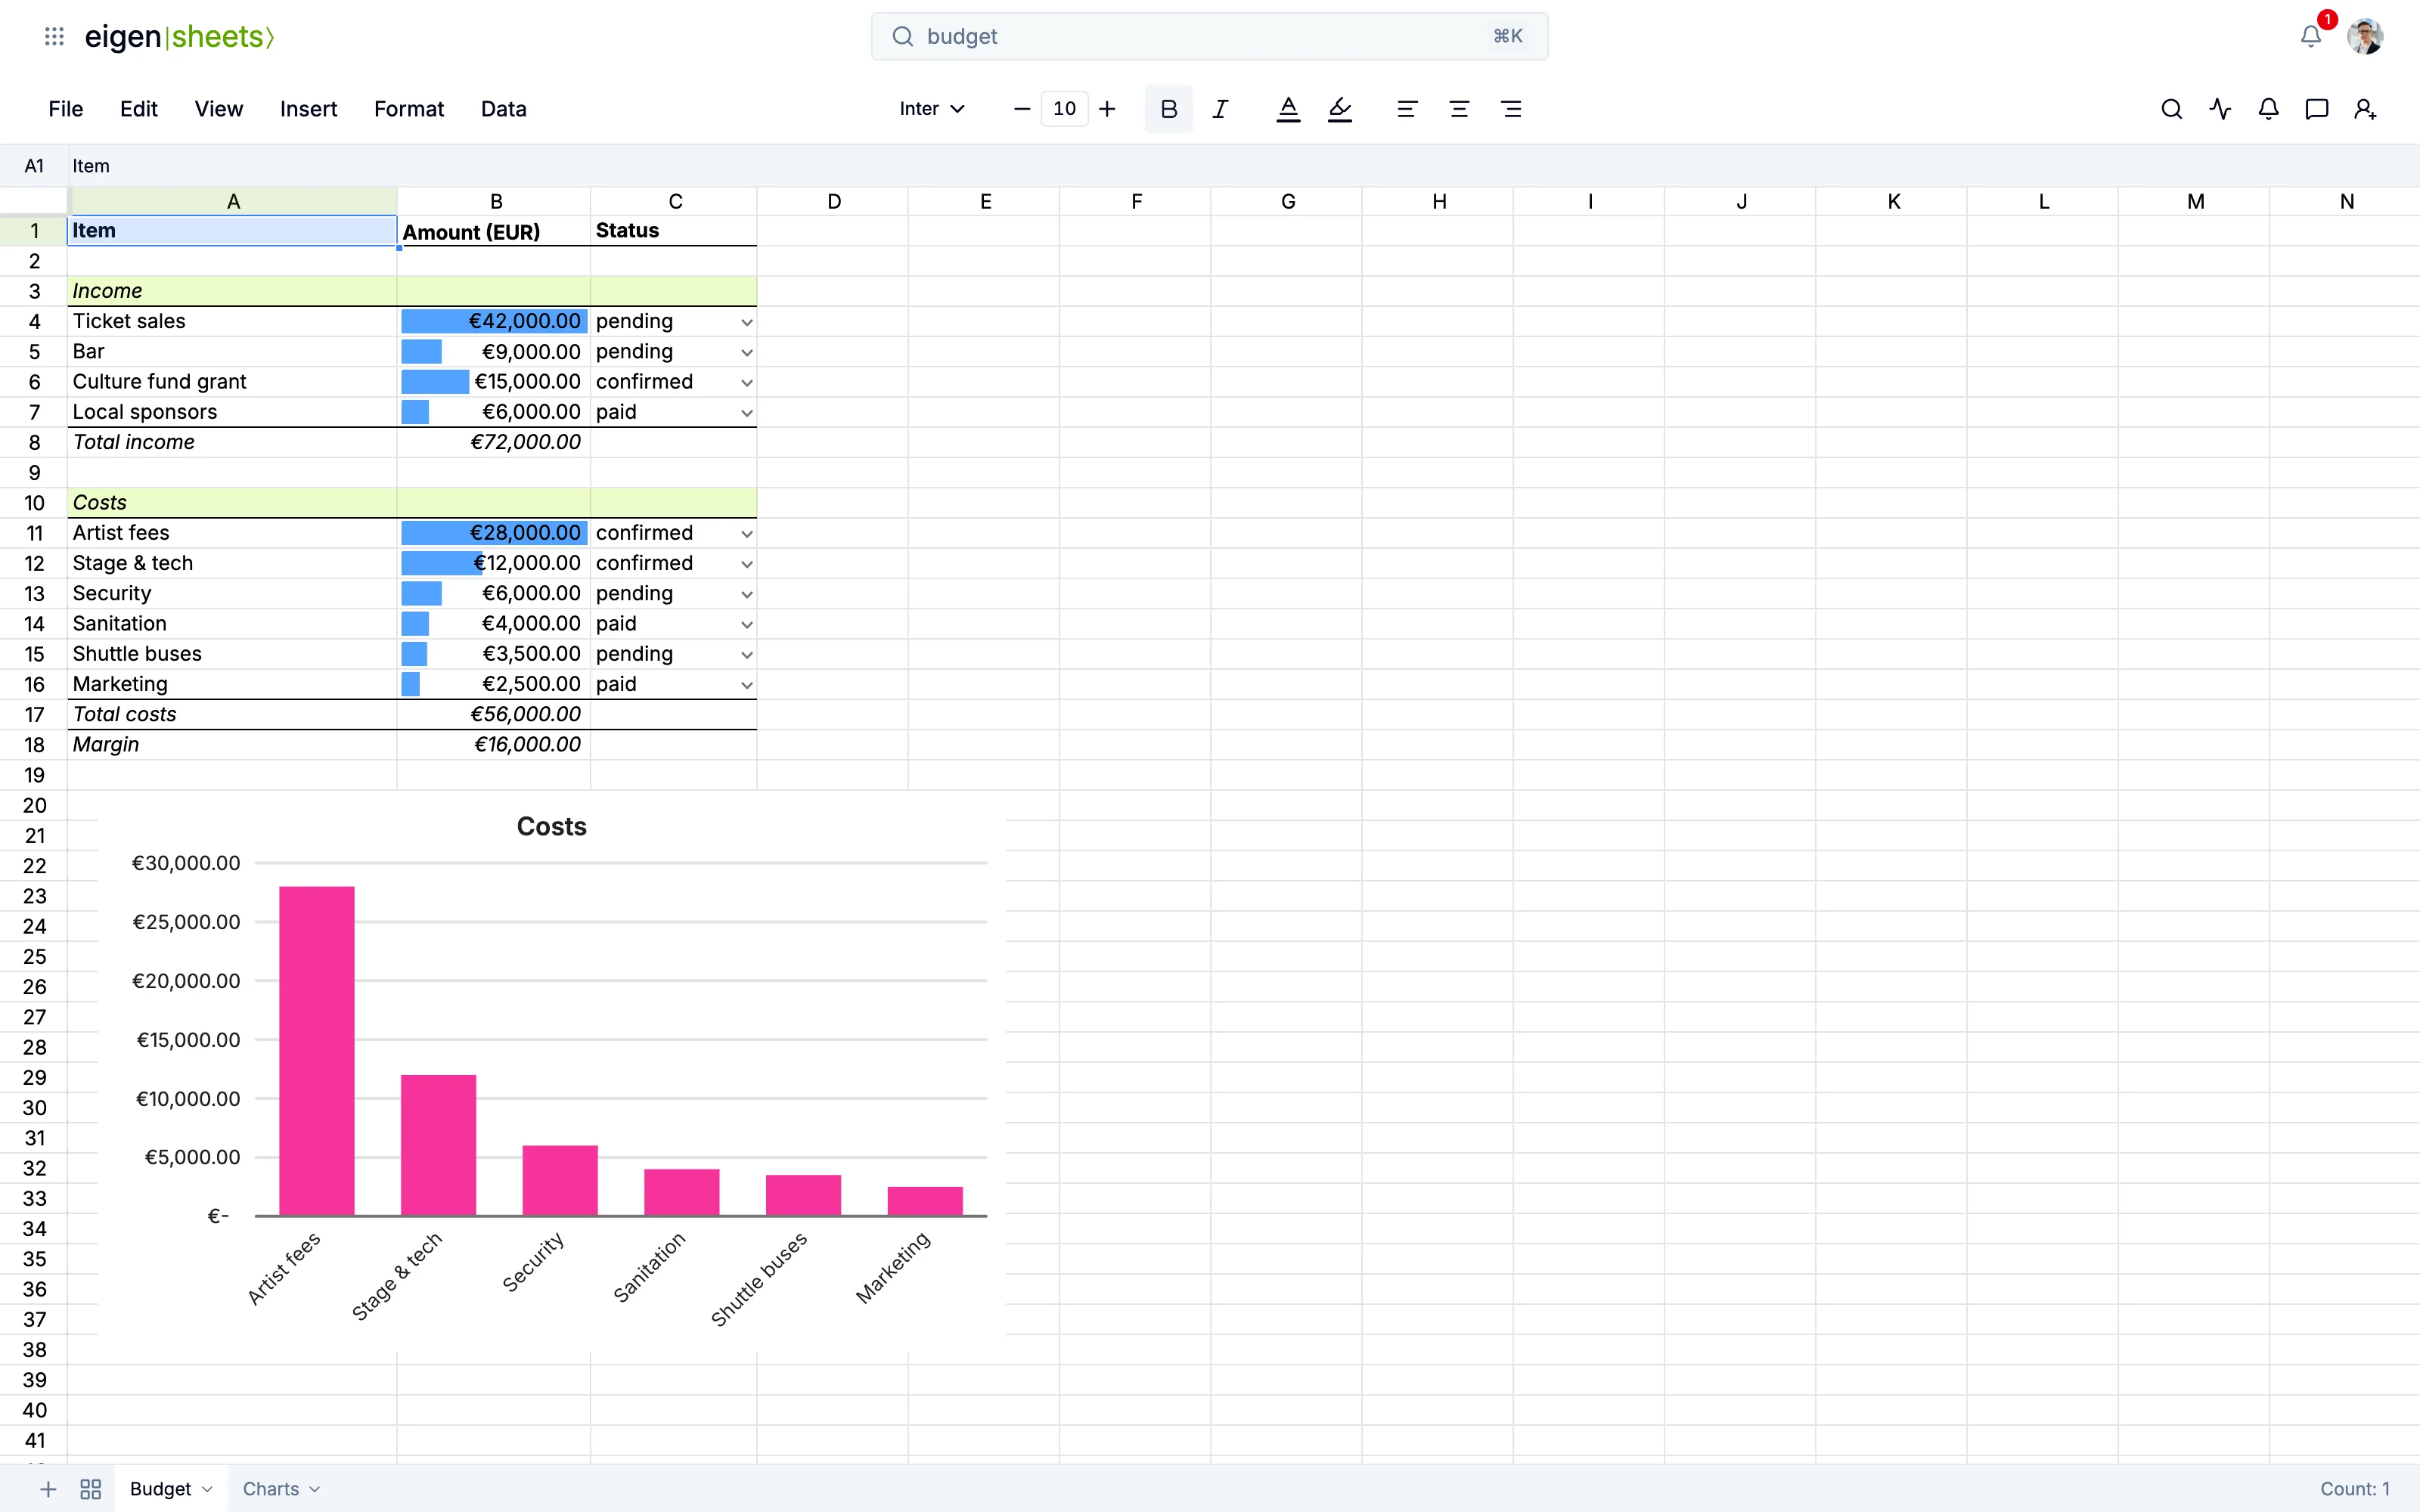 eigen|sheets⟩
budget ⌘K
1
File Edit View Insert Format Data Inter 10 B I A
A1 Item
A B C D E F G H I J K L M N
1 Item Amount (EUR) Status
2
3 Income
4 Ticket sales €42,000.00 pending
5 Bar €9,000.00 pending
6 Culture fund grant €15,000.00 confirmed
7 Local sponsors €6,000.00 paid
8 Total income €72,000.00
9
10 Costs
11 Artist fees €28,000.00 confirmed
12 Stage & tech €12,000.00 confirmed
13 Security €6,000.00 pending
14 Sanitation €4,000.00 paid
15 Shuttle buses €3,500.00 pending
16 Marketing €2,500.00 paid
17 Total costs €56,000.00
18 Margin €16,000.00
19
20
21
22
23
24
25
26
27
28
29
30
31
32
33
34
35
36
37
38
39
40
41
Costs
€30,000.00
€25,000.00
€20,000.00
€15,000.00
€10,000.00
€5,000.00
€-
Artist fees Stage & tech Security Sanitation Shuttle buses Marketing
Budget Charts Count: 1